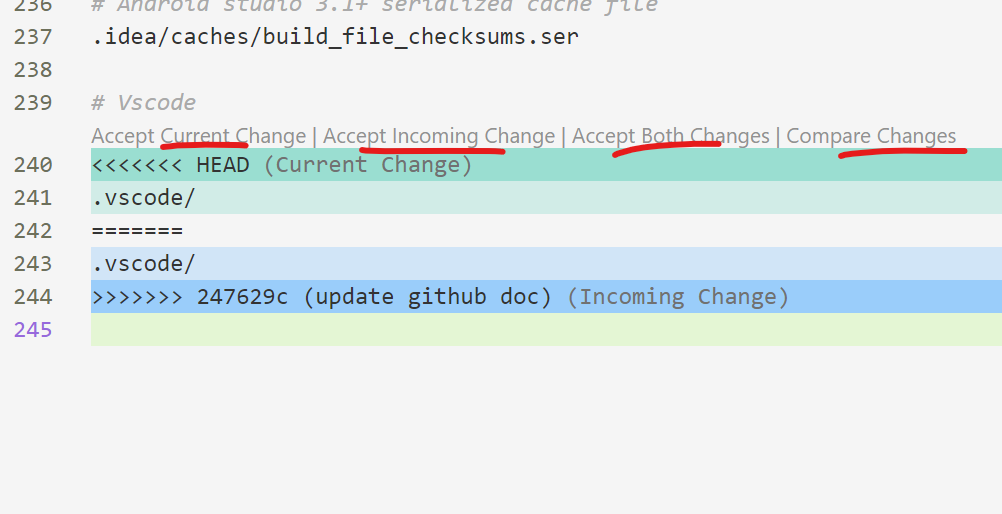 236 # Android studio 3.1+ serialized cache file
237 .idea/caches/build_file_checksums.ser
238
239 # Vscode
Accept Current Change | Accept Incoming Change | Accept Both Changes | Compare Changes
240 <<<<<<< HEAD (Current Change)
241 .vscode/
242 =======
243 .vscode/
244 >>>>>>> 247629c (update github doc) (Incoming Change)
245